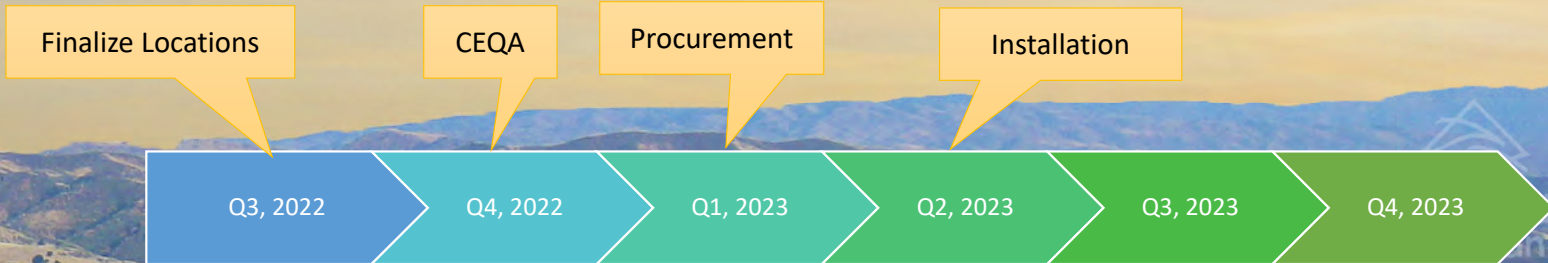 Finalize Locations
CEQA
Procurement
Installation
Q3, 2022
Q4, 2022
Q1, 2023
Q2, 2023
Q3, 2023
Q4, 2023